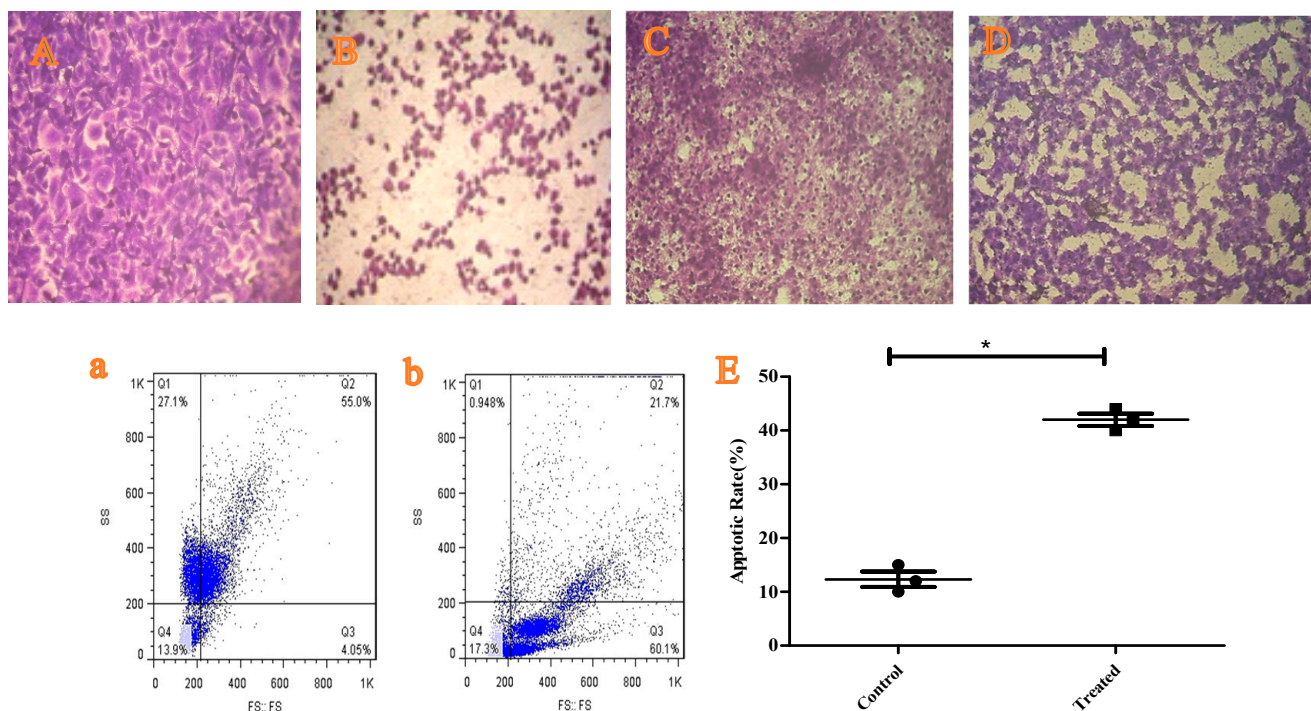 A
B
C
D
a
Q1
27.1%
Q2
55.0%
Q4
13.9%
Q3
4.05%
1K
800
600
400
200
0
SS
0 200 400 600 800 1K
FS:: FS
b
Q1
0.948%
Q2
21.7%
Q4
17.3%
Q3
60.1%
1K
800
600
400
200
0
SS
0 200 400 600 800 1K
FS:: FS
E
*
50
40
30
20
10
0
Apptotic Rate(%)
Control
Treated